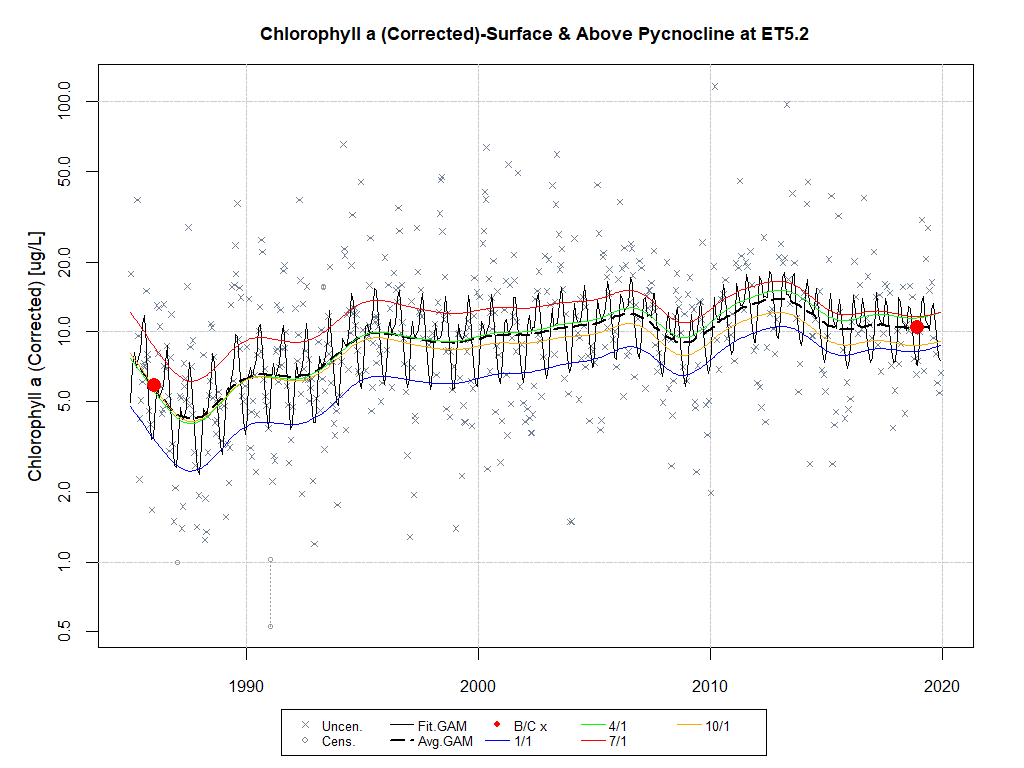 Chlorophyll a (Corrected)-Surface & Above Pycnocline at ET5.2
Chlorophyll a (Corrected) [ug/L]
100.0
50.0
20.0
10.0
5.0
2.0
1.0
0.5
1990 2000 2010 2020
Uncen. Fit.GAM B/C x 4/1 10/1
Cens. Avg.GAM 1/1 7/1